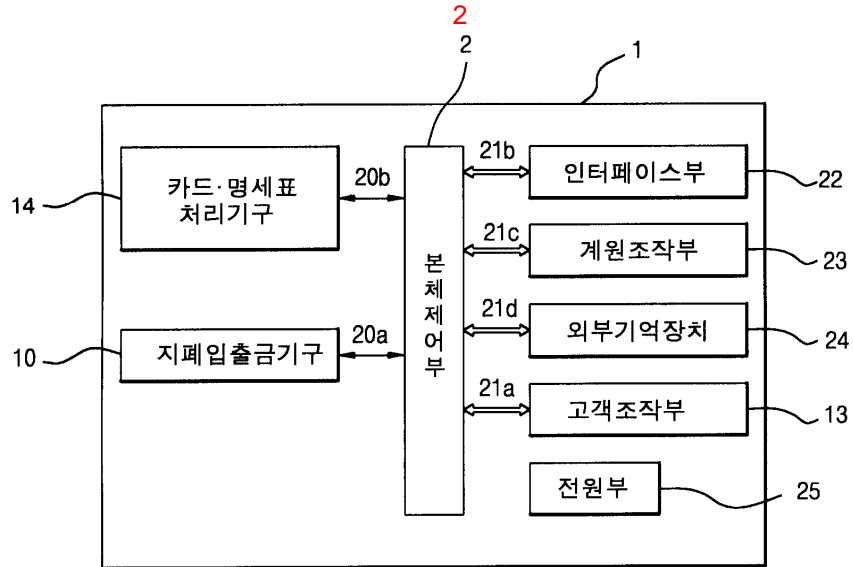 2
2
1
카드·명세표
처리기구
14
20b
21b
인터페이스부
22
21c
계원조작부
23
본체제어부
지폐입출금기구
10
20a
21d
외부기억장치
24
21a
고객조작부
13
전원부
25